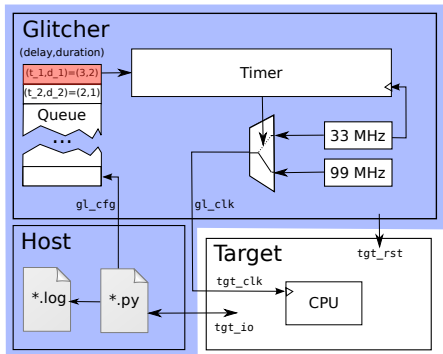 Glitcher
(delay,duration)
(t_1,d_1)=(3,2)
(t_2,d_2)=(2,1)
Queue
...
Timer
33 MHz
99 MHz
gl_cfg
gl_clk
tgt_rst
Host
*.log
*.py
Target
tgt_clk
CPU
tgt_io